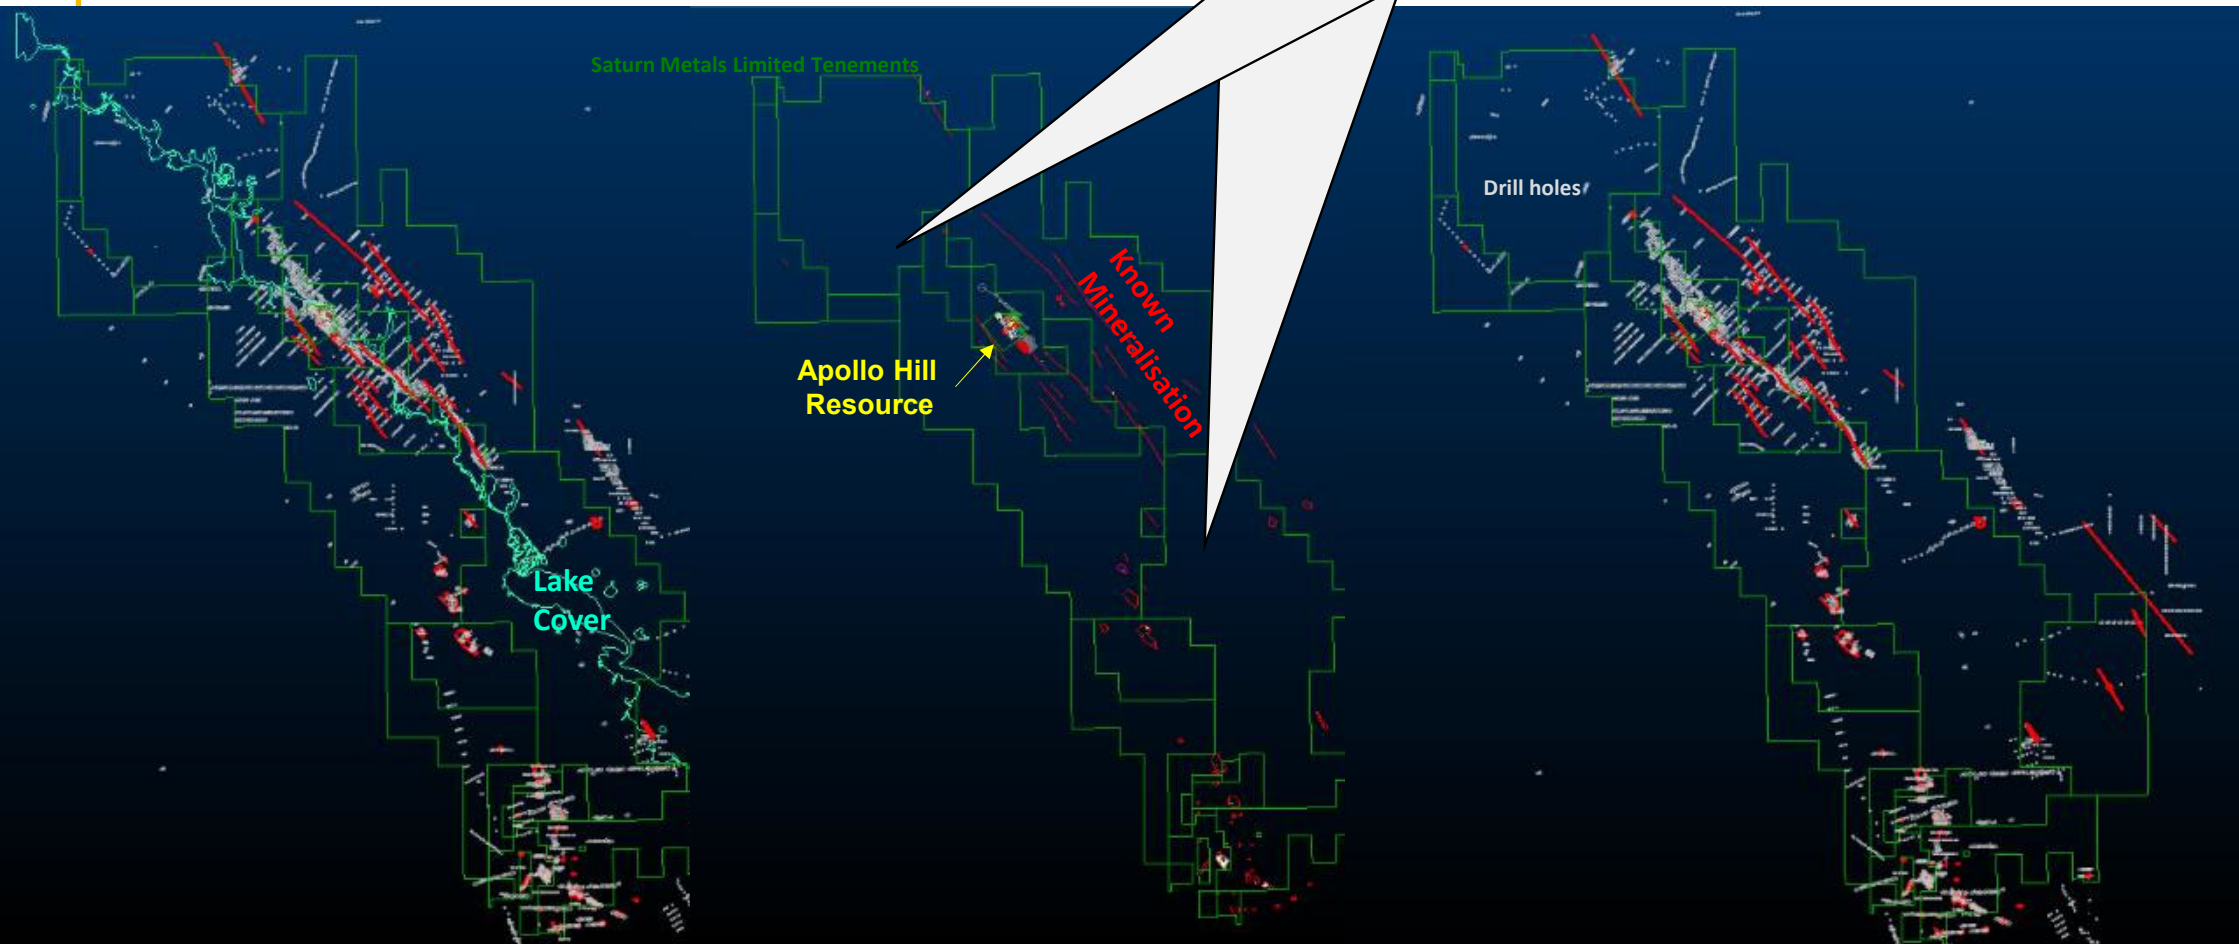 Saturn Metals Limited Tenements
Drill holes
Known
Mineralisation
Apollo Hill
Resource
Lake
Cover